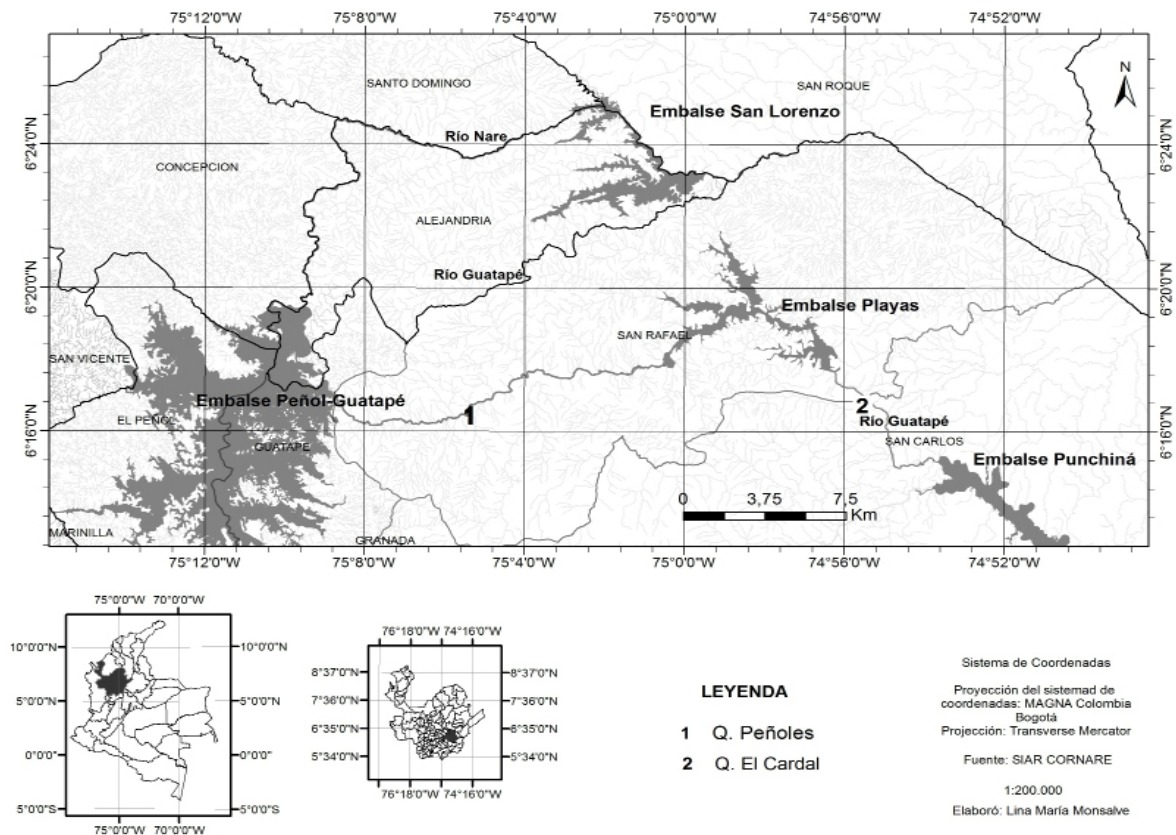 75°12'0"W 75°8'0"W 75°4'0"W 75°0'0"W 74°56'0"W 74°52'0"W
SANTO DOMINGO
SAN ROQUE
N
Embalse San Lorenzo
Río Nare
6°24'0"N 6°24'0"N
CONCEPCION
ALEJANDRIA
Río Guatapé
6°20'0"N 6°20'0"N
Embalse Playas
SAN RAFAEL
SAN VICENTE
Embalse Peñol-Guatapé
1
2
EL PEÑOL
Río Guatapé
6°16'0"N 6°16'0"N
GUATAPE
SAN CARLOS
Embalse Punchiná
0 3,75 7,5
Km
MARINILLA
GRANADA
75°12'0"W 75°8'0"W 75°4'0"W 75°0'0"W 74°56'0"W 74°52'0"W
75°0'0"W 70°0'0"W
10°0'0"N 10°0'0"N
5°0'0"N 5°0'0"N
0°0'0"N 0°0'0"N
5°0'0"S 5°0'0"S
75°0'0"W 70°0'0"W
76°18'0"W 74°16'0"W
8°37'0"N 8°37'0"N
7°36'0"N 7°36'0"N
6°35'0"N 6°35'0"N
5°34'0"N 5°34'0"N
76°18'0"W 74°16'0"W
LEYENDA
1 Q. Peñoles
2 Q. El Cardal
Sistema de Coordenadas
Proyección del sistemad de
coordenadas: MAGNA Colombia
Bogotá
Projección: Transverse Mercator
Fuente: SIAR CORNARE
1:200.000
Elaboró: Lina María Monsalve